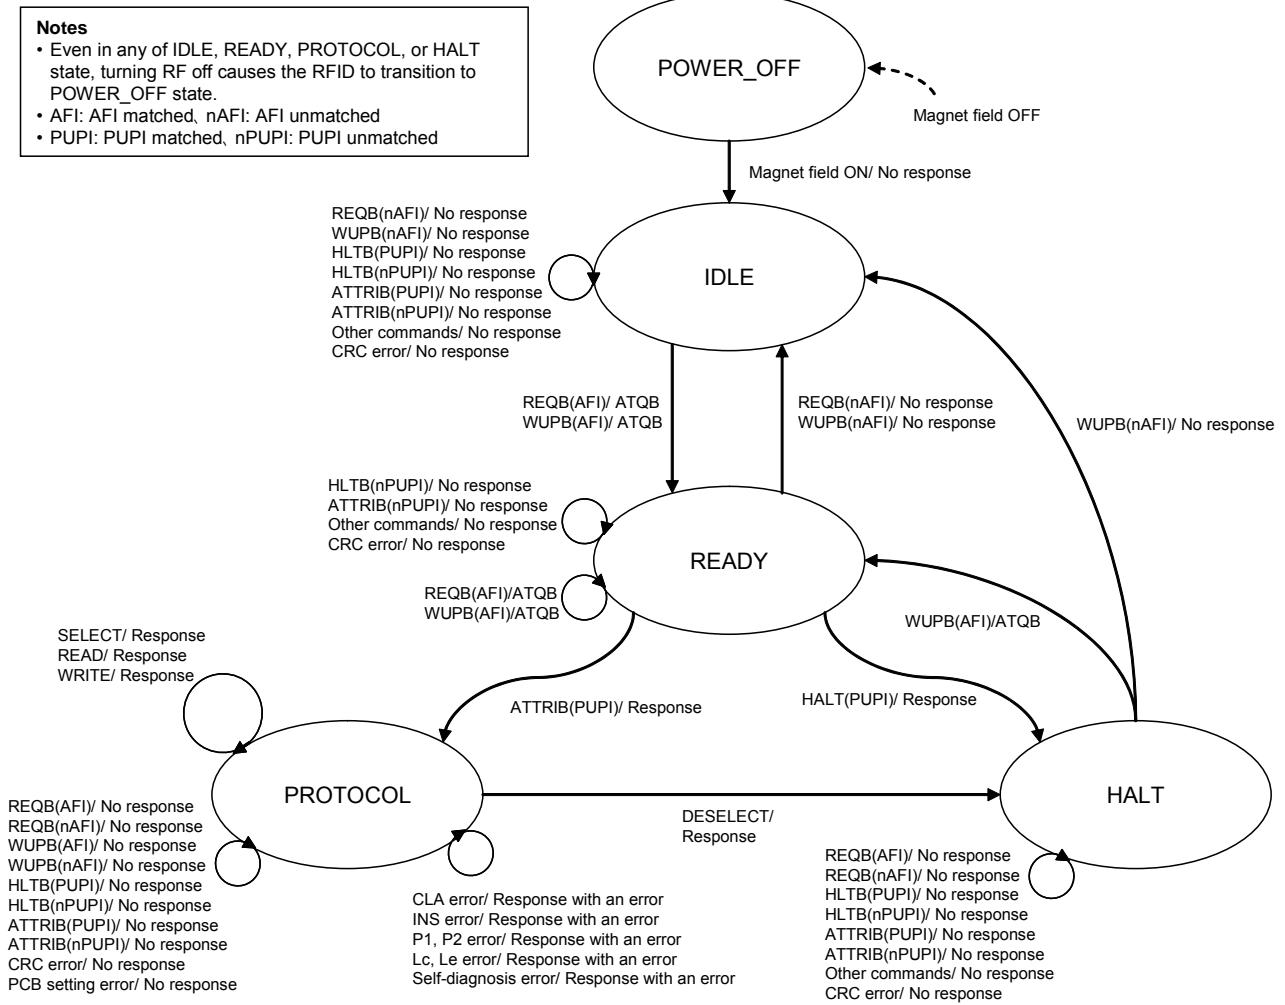 Notes
• Even in any of IDLE, READY, PROTOCOL, or HALT
state, turning RF off causes the RFID to transition to
POWER_OFF state.
• AFI: AFI matched、nAFI: AFI unmatched
• PUPI: PUPI matched、nPUPI: PUPI unmatched
POWER_OFF
Magnet field OFF
Magnet field ON/ No response
REQB(nAFI)/ No response
WUPB(nAFI)/ No response
HLTB(PUPI)/ No response
HLTB(nPUPI)/ No response
ATTRIB(PUPI)/ No response
ATTRIB(nPUPI)/ No response
Other commands/ No response
CRC error/ No response
IDLE
REQB(AFI)/ ATQB
WUPB(AFI)/ ATQB
REQB(nAFI)/ No response
WUPB(nAFI)/ No response
WUPB(nAFI)/ No response
HLTB(nPUPI)/ No response
ATTRIB(nPUPI)/ No response
Other commands/ No response
CRC error/ No response
READY
REQB(AFI)/ATQB
WUPB(AFI)/ATQB
WUPB(AFI)/ATQB
SELECT/ Response
READ/ Response
WRITE/ Response
ATTRIB(PUPI)/ Response
HALT(PUPI)/ Response
PROTOCOL
HALT
DESELECT/
Response
REQB(AFI)/ No response
REQB(nAFI)/ No response
WUPB(AFI)/ No response
WUPB(nAFI)/ No response
HLTB(PUPI)/ No response
HLTB(nPUPI)/ No response
ATTRIB(PUPI)/ No response
ATTRIB(nPUPI)/ No response
CRC error/ No response
PCB setting error/ No response
CLA error/ Response with an error
INS error/ Response with an error
P1, P2 error/ Response with an error
Lc, Le error/ Response with an error
Self-diagnosis error/ Response with an error
REQB(AFI)/ No response
REQB(nAFI)/ No response
HLTB(PUPI)/ No response
HLTB(nPUPI)/ No response
ATTRIB(PUPI)/ No response
ATTRIB(nPUPI)/ No response
Other commands/ No response
CRC error/ No response